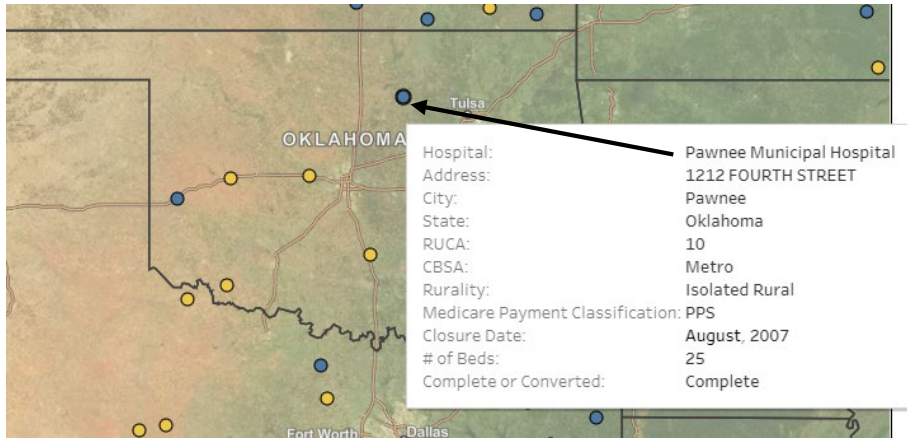 Tulsa
OKLAHOMA
Hospital: Pawnee Municipal Hospital
Address: 1212 FOURTH STREET
City: Pawnee
State: Oklahoma
RUCA: 10
CBSA: Metro
Rurality: Isolated Rural
Medicare Payment Classification: PPS
Closure Date: August, 2007
# of Beds: 25
Complete or Converted: Complete
Fort Worth
Dallas